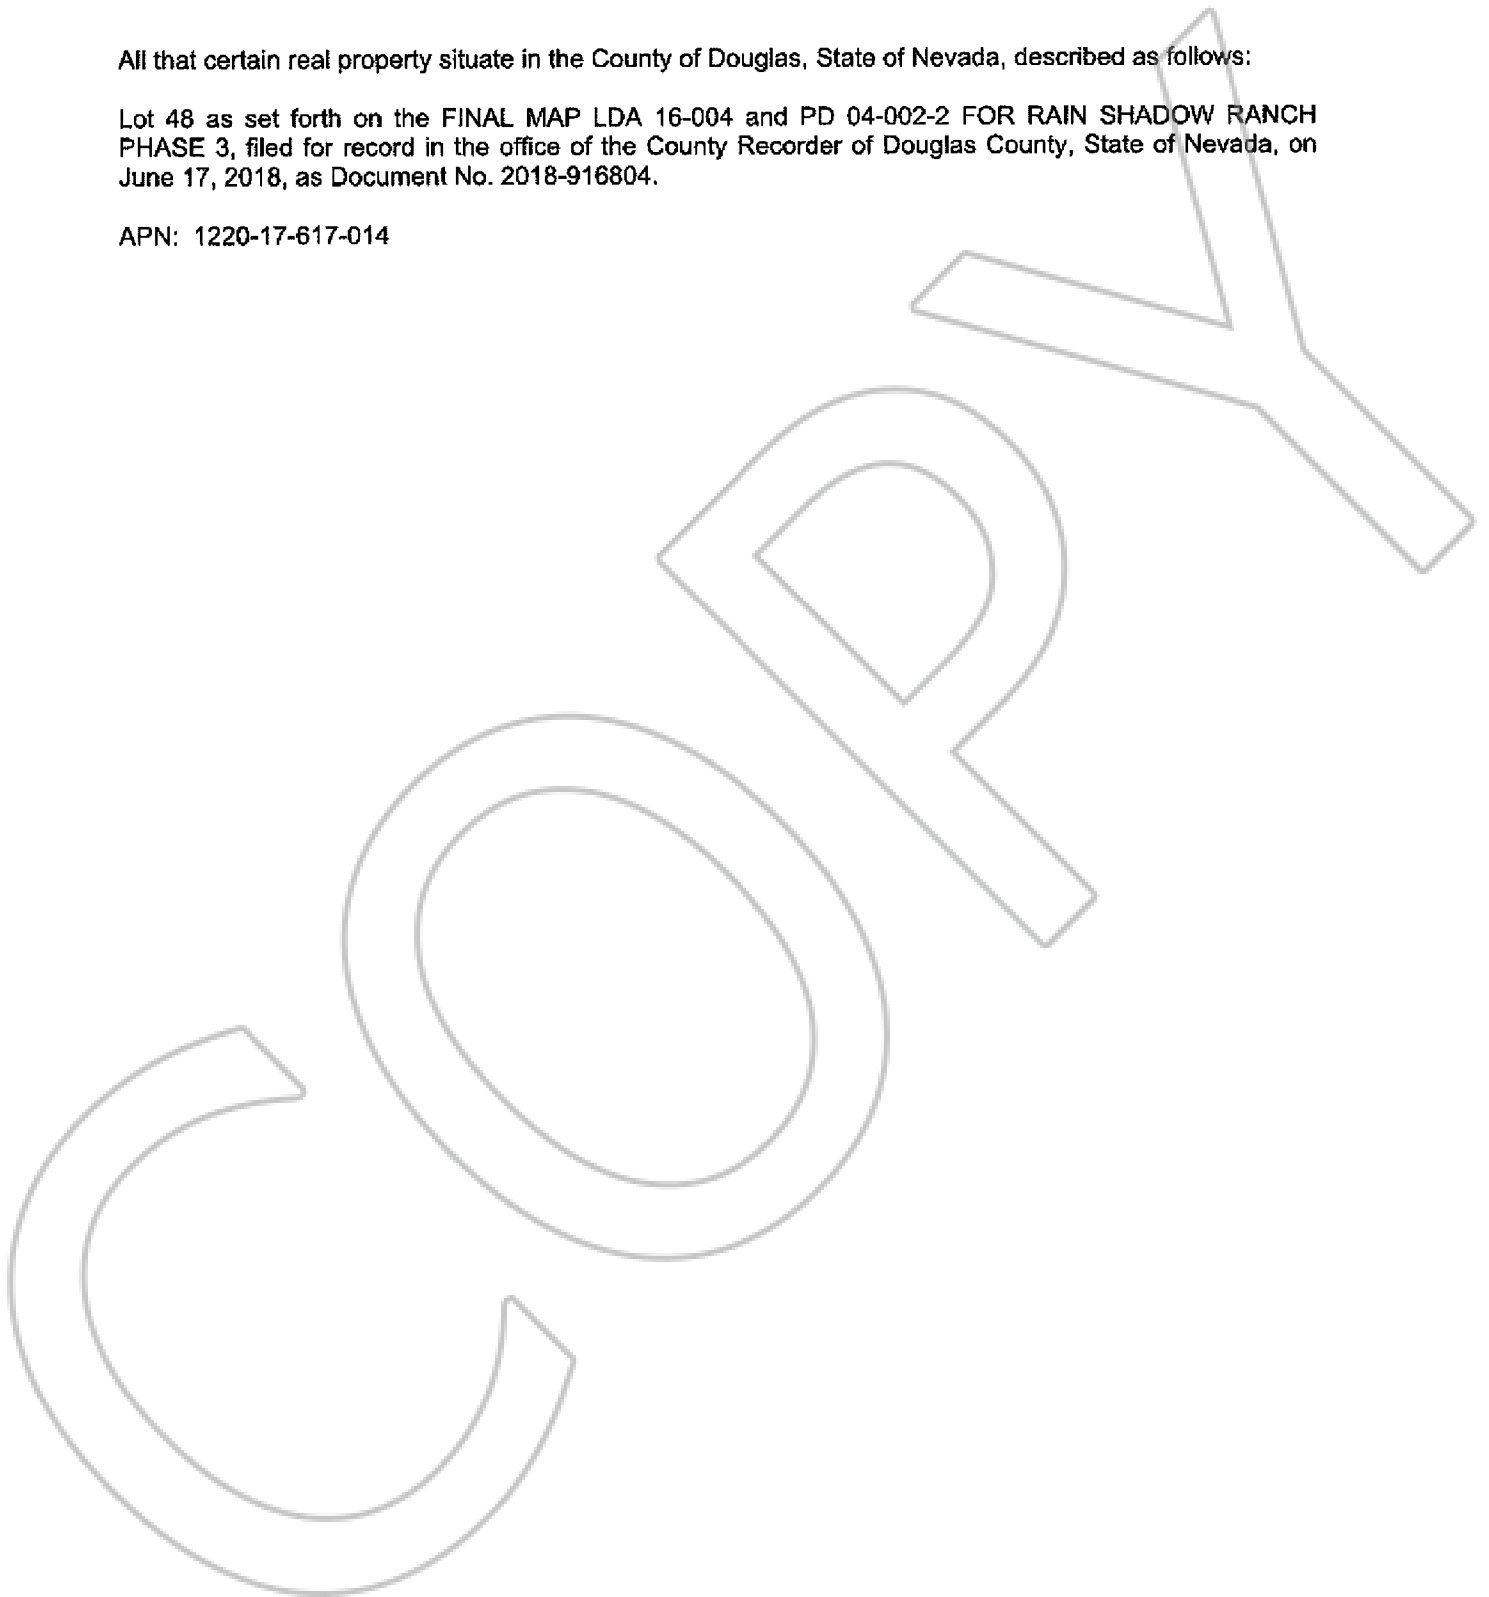 All that certain real property situate in the County of Douglas, State of Nevada, described as follows:
Lot 48 as set forth on the FINAL MAP LDA 16-004 and PD 04-002-2 FOR RAIN SHADOW RANCH
PHASE 3, filed for record in the office of the County Recorder of Douglas County, State of Nevada, on
June 17, 2018, as Document No. 2018-916804.
APN: 1220-17-617-014
COPY